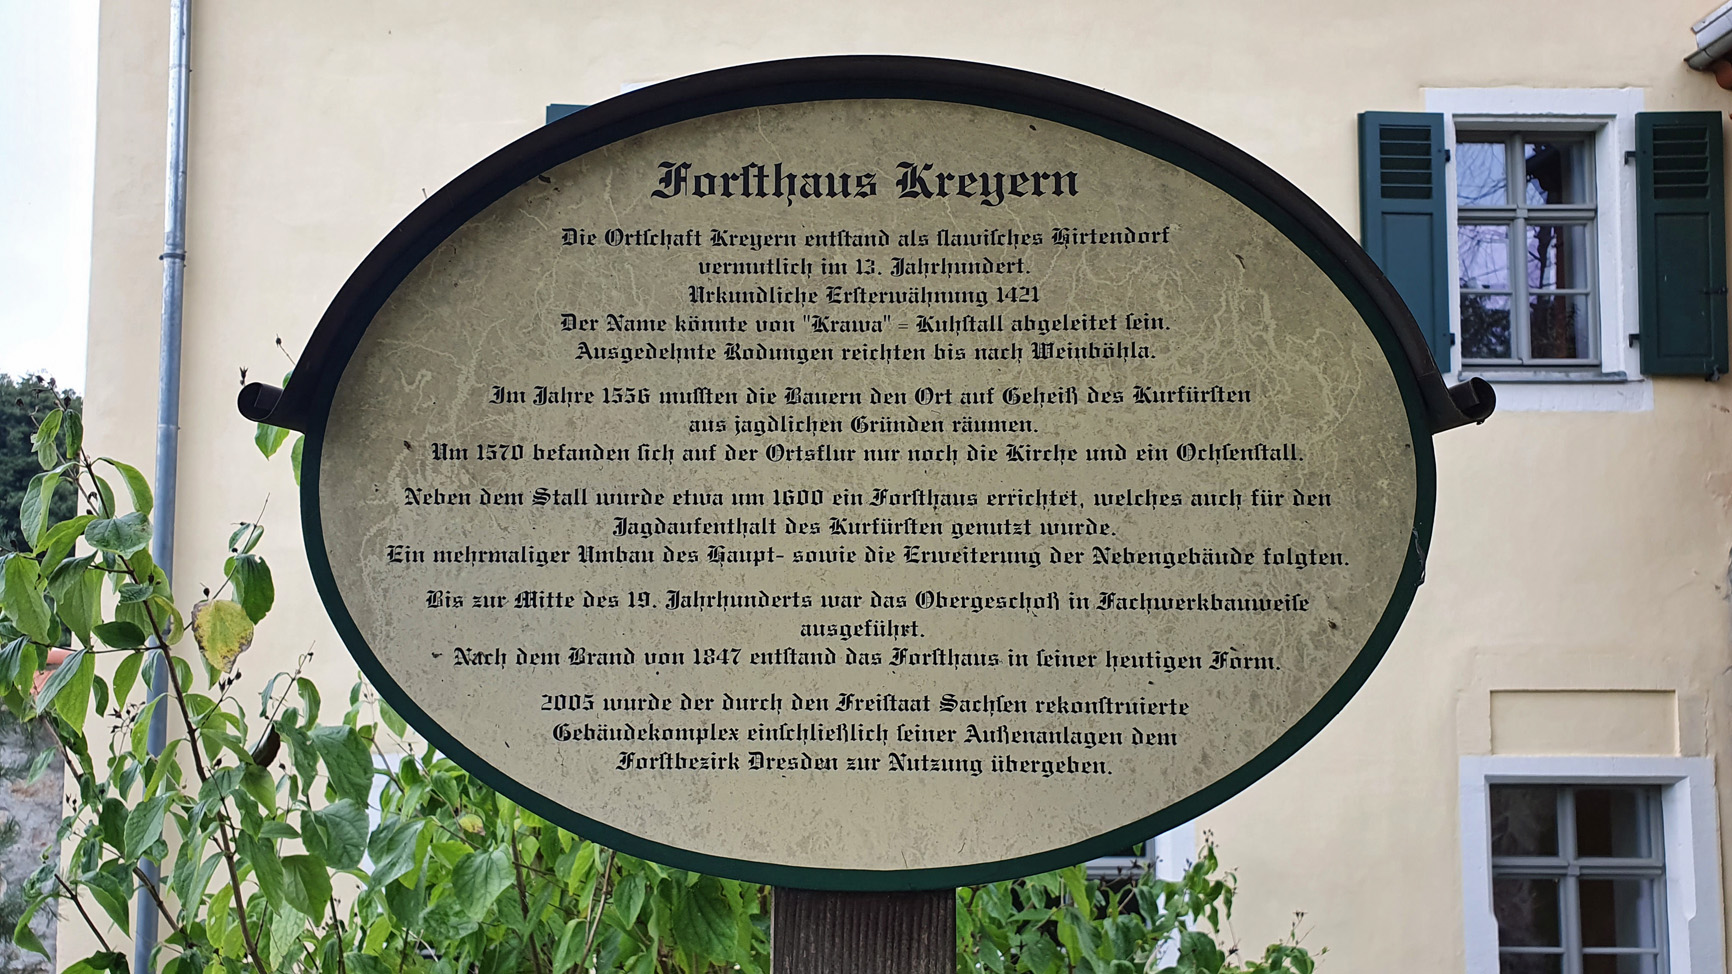 Forsthaus Kreyern
Die Ortschaft Kreyern entstand als slawisches Hirtendorf
vermutlich im 13. Jahrhundert.
Urkundliche Ersterwähnung 1421
Der Name könnte von "Krawa" = Kuhstall abgeleitet sein.
Ausgedehnte Rodungen reichten bis nach Weinböhla.
Im Jahre 1556 mussten die Bauern den Ort auf Geheiß des Kurfürsten
aus jagdlichen Gründen räumen.
Um 1570 befanden sich auf der Ortsflur nur noch die Kirche und ein Ochsenstall.
Neben dem Stall wurde etwa um 1600 ein Forsthaus errichtet, welches auch für den
Jagdaufenthalt des Kurfürsten genutzt wurde.
Ein mehrmaliger Umbau des Haupt- sowie die Erweiterung der Nebengebäude folgten.
Bis zur Mitte des 19. Jahrhunderts war das Obergeschoß in Fachwerkbauweise
ausgeführt.
Nach dem Brand von 1847 entstand das Forsthaus in seiner heutigen Form.
2005 wurde der durch den Freistaat Sachsen rekonstruierte
Gebäudekomplex einschließlich seiner Außenanlagen dem
Forstbezirk Dresden zur Nutzung übergeben.